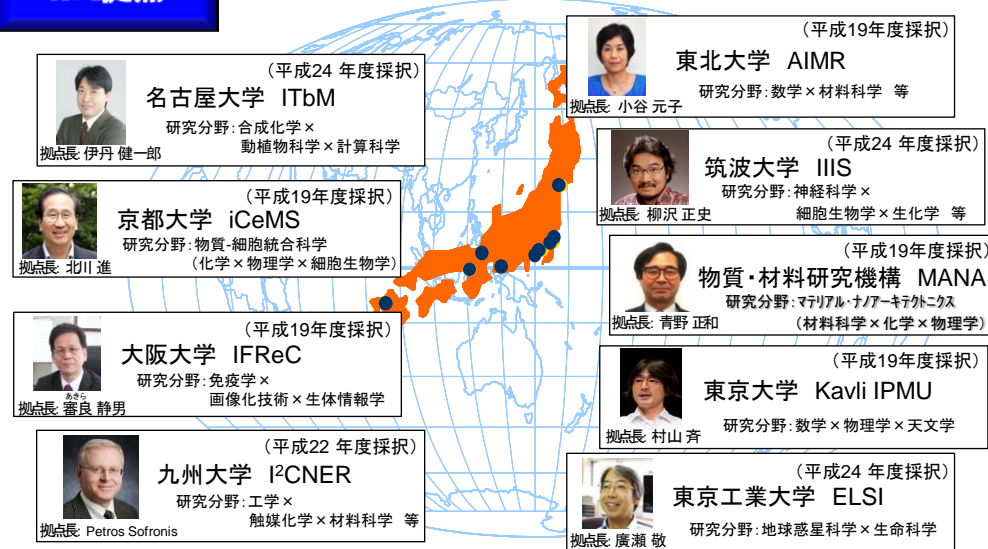 (平成24 年度採択)
名古屋大学 ITbM
研究分野:合成化学×
動植物科学×計算科学
拠点長: 伊丹 健一郎
(平成19年度採択)
京都大学 iCeMS
研究分野:物質-細胞統合科学
(化学×物理学×細胞生物学)
拠点長: 北川 進
(平成19年度採択)
大阪大学 IFReC
研究分野:免疫学×
画像化技術×生体情報学
あきら
拠点長: 審良 静男
(平成22 年度採択)
九州大学 I²CNER
研究分野:工学×
触媒化学×材料科学 等
拠点長: Petros Sofronis
(平成19年度採択)
東北大学 AIMR
研究分野:数学×材料科学 等
拠点長: 小谷 元子
(平成24 年度採択)
筑波大学 IIIS
研究分野:神経科学×
細胞生物学×生化学 等
拠点長: 柳沢 正史
(平成19年度採択)
物質・材料研究機構 MANA
研究分野:マテリアル・ナノアーキテクトニクス
(材料科学×化学×物理学)
拠点長: 青野 正和
(平成19年度採択)
東京大学 Kavli IPMU
研究分野:数学×物理学×天文学
拠点長: 村山 斉
(平成24 年度採択)
東京工業大学 ELSI
研究分野:地球惑星科学×生命科学
拠点長: 廣瀬 敬